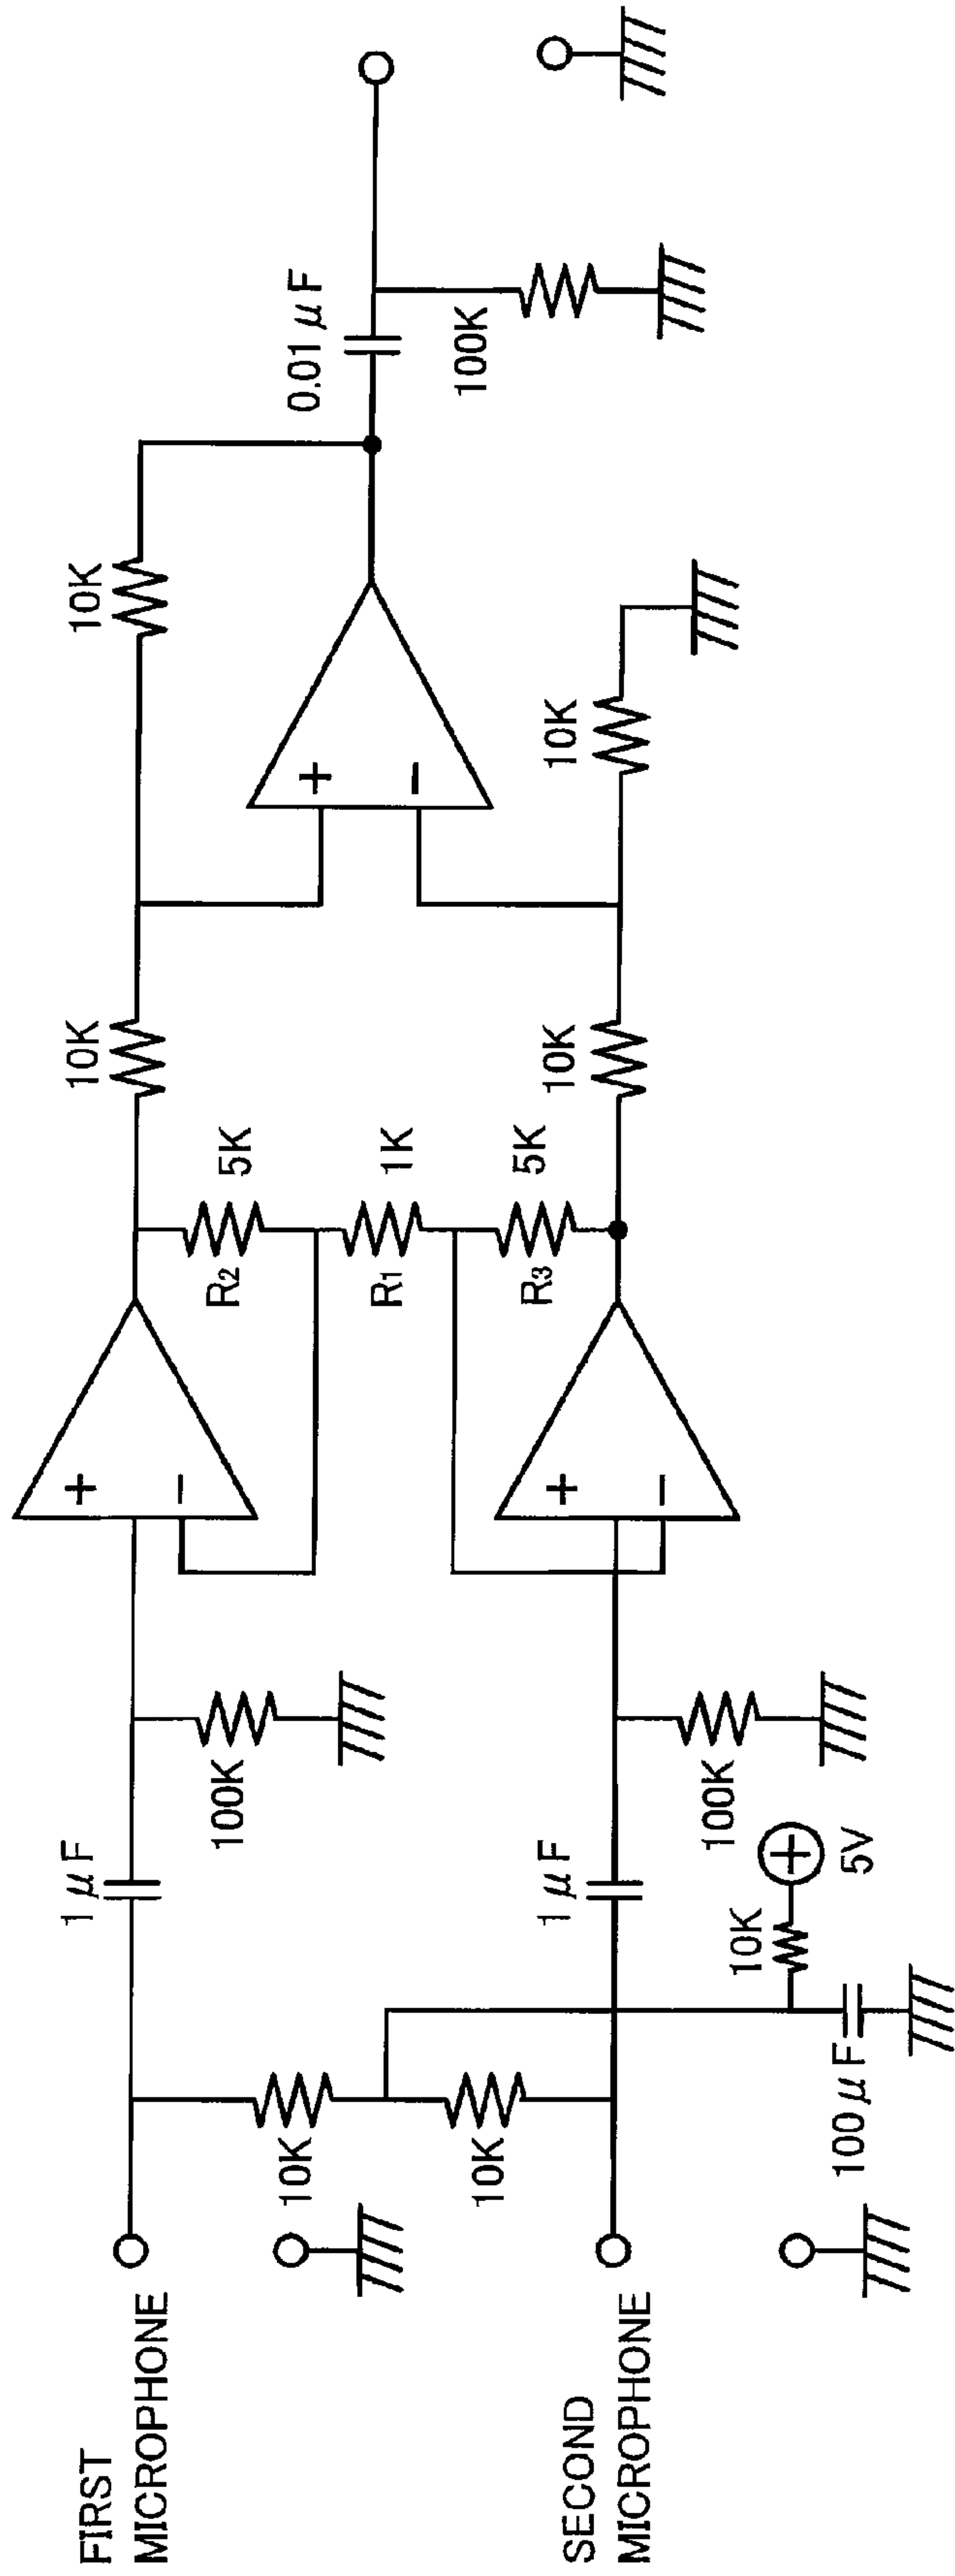 FIRST
MICROPHONE
SECOND
MICROPHONE
10K
10K
1μF
1μF
100μF
10K
5V
100K
100K
+
−
+
−
+
R2
R1
R3
5K
1K
5K
10K
10K
+
−
10K
10K
0.01μF
100K